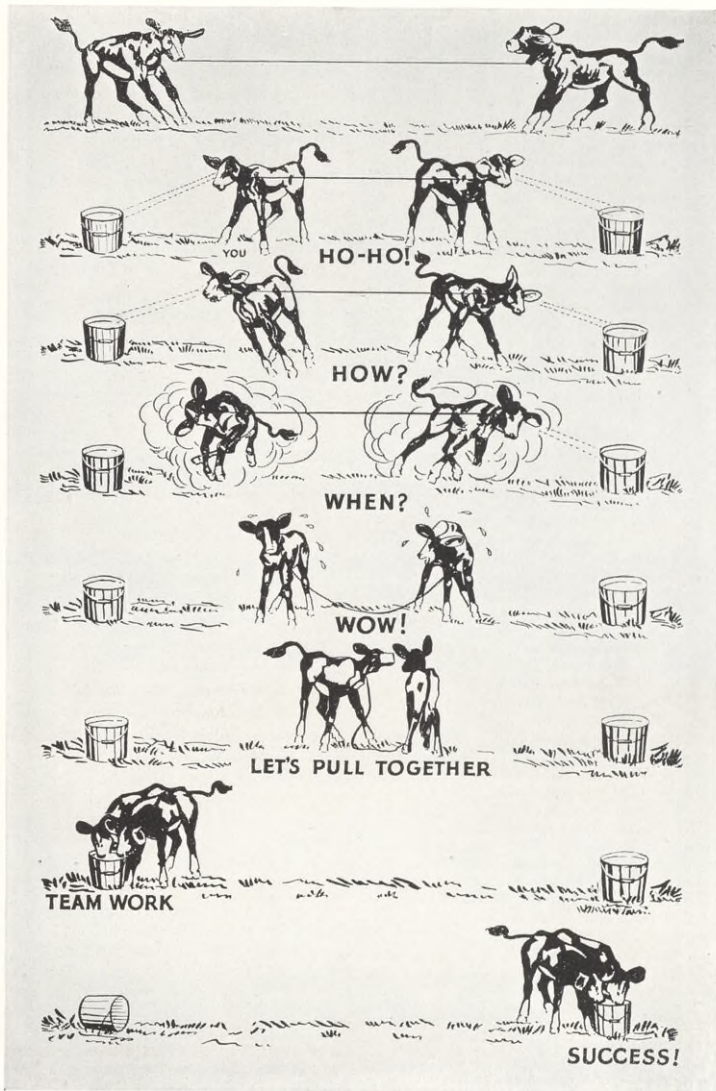 YOU
HO-HO!
HOW?
WHEN?
WOW!
LET'S PULL TOGETHER
TEAM WORK
SUCCESS!